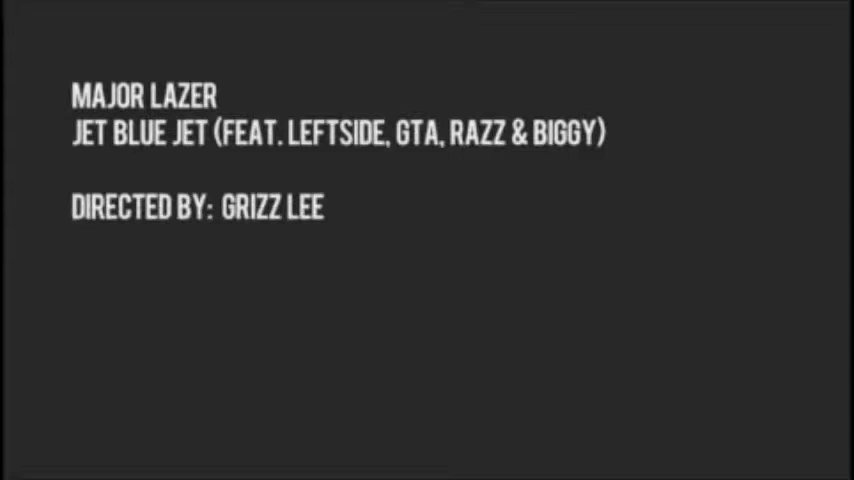 MAJOR LAZER
JET BLUE JET (FEAT. LEFTSIDE, GTA, RAZZ & BIGGY)
DIRECTED BY: GRIZZ LEE